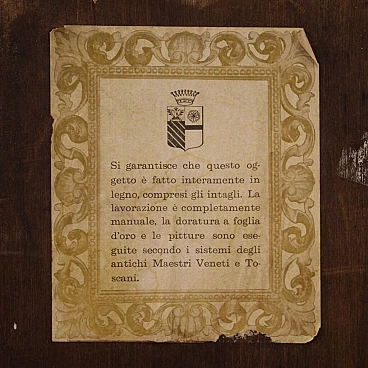 Si garantisce che questo og-
getto è fatto interamente in
legno, compresi gli intagli. La
lavorazione è completamente
manuale, la doratura a foglia
d'oro e le pitture sono ese-
guite secondo i sistemi degli
antichi Maestri Veneti e To-
scani.